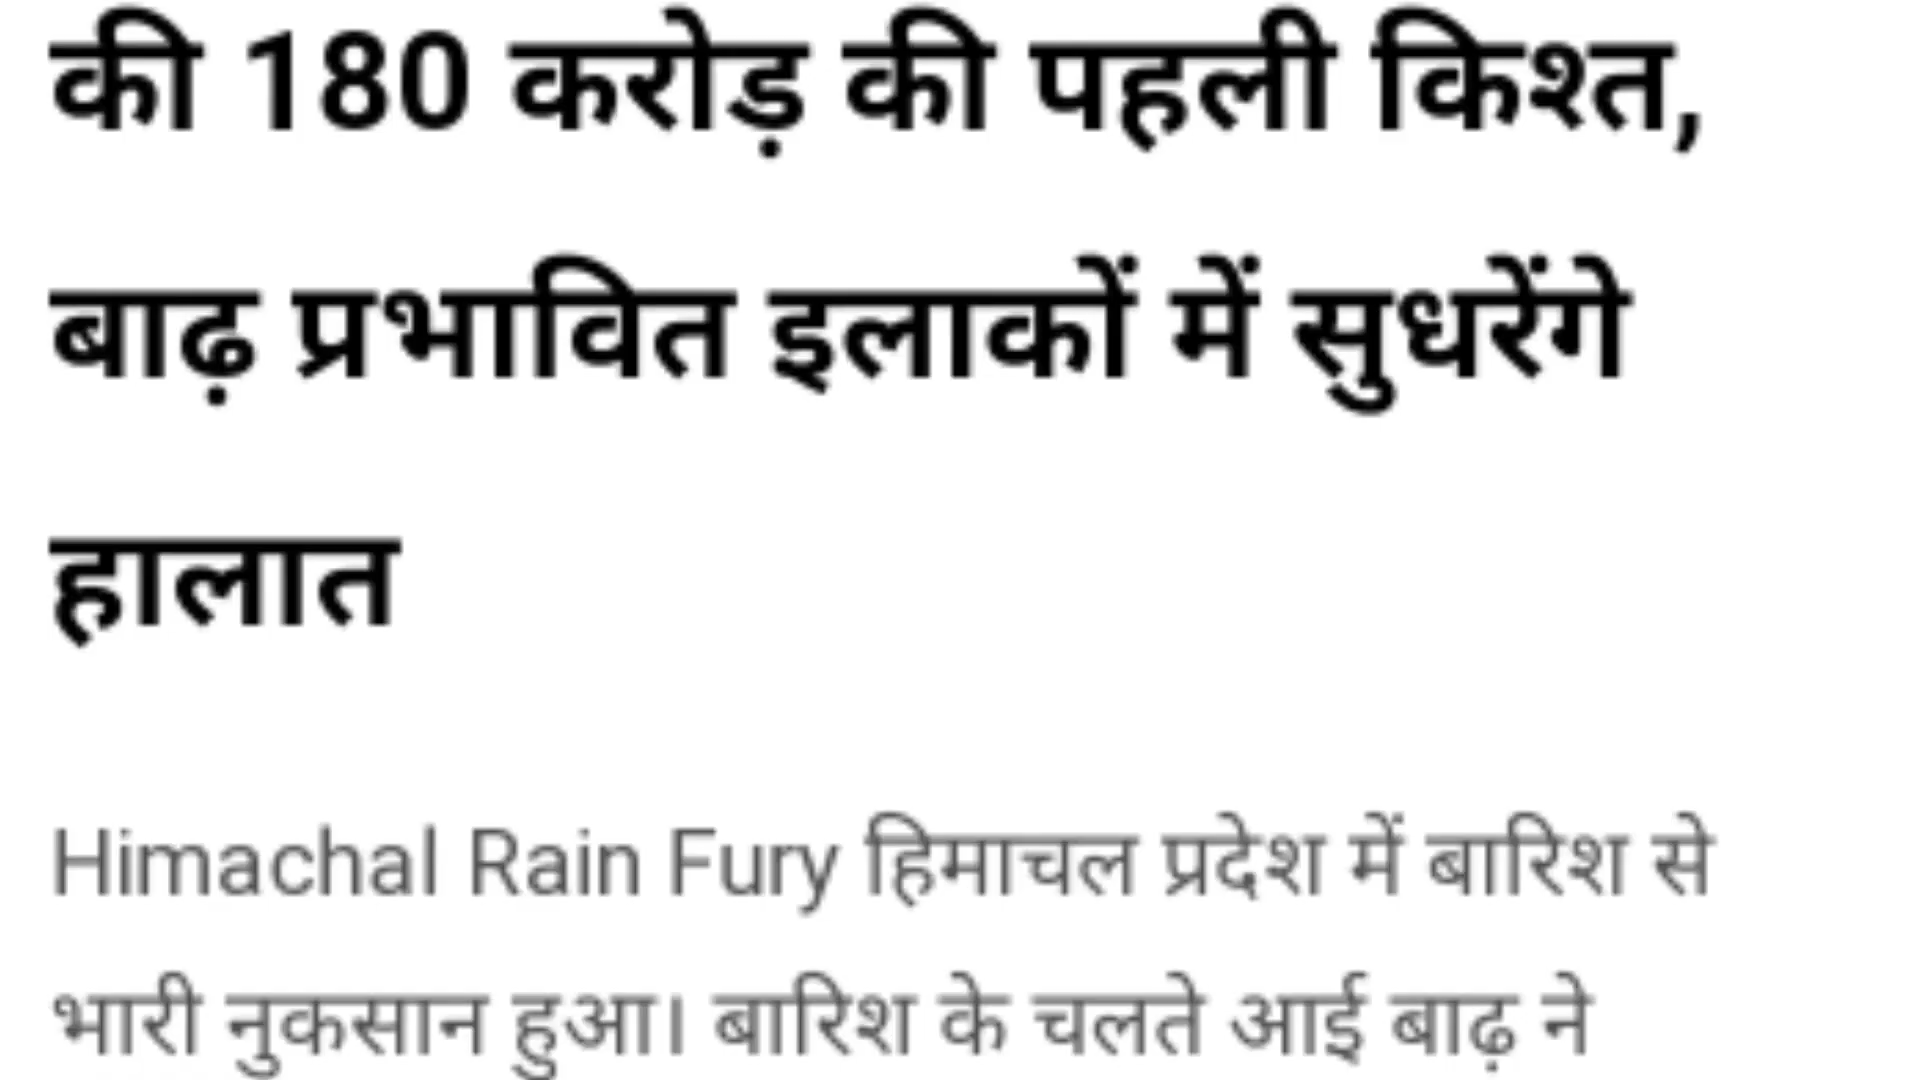 की 180 करोड़ की पहली किश्त,
बाढ़ प्रभावित इलाकों में सुधरेंगे
हालात
Himachal Rain Fury हिमाचल प्रदेश में बारिश से
भारी नुकसान हुआ। बारिश के चलते आई बाढ़ ने